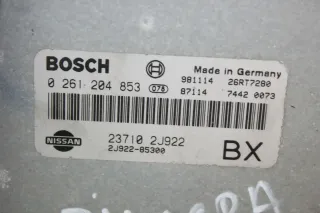 BOSCH
Made in Germany
981114 26RT7280
0 261 204 853 078
87114 7442 0073
NISSAN
23710 2J922
2J922-85300
BX